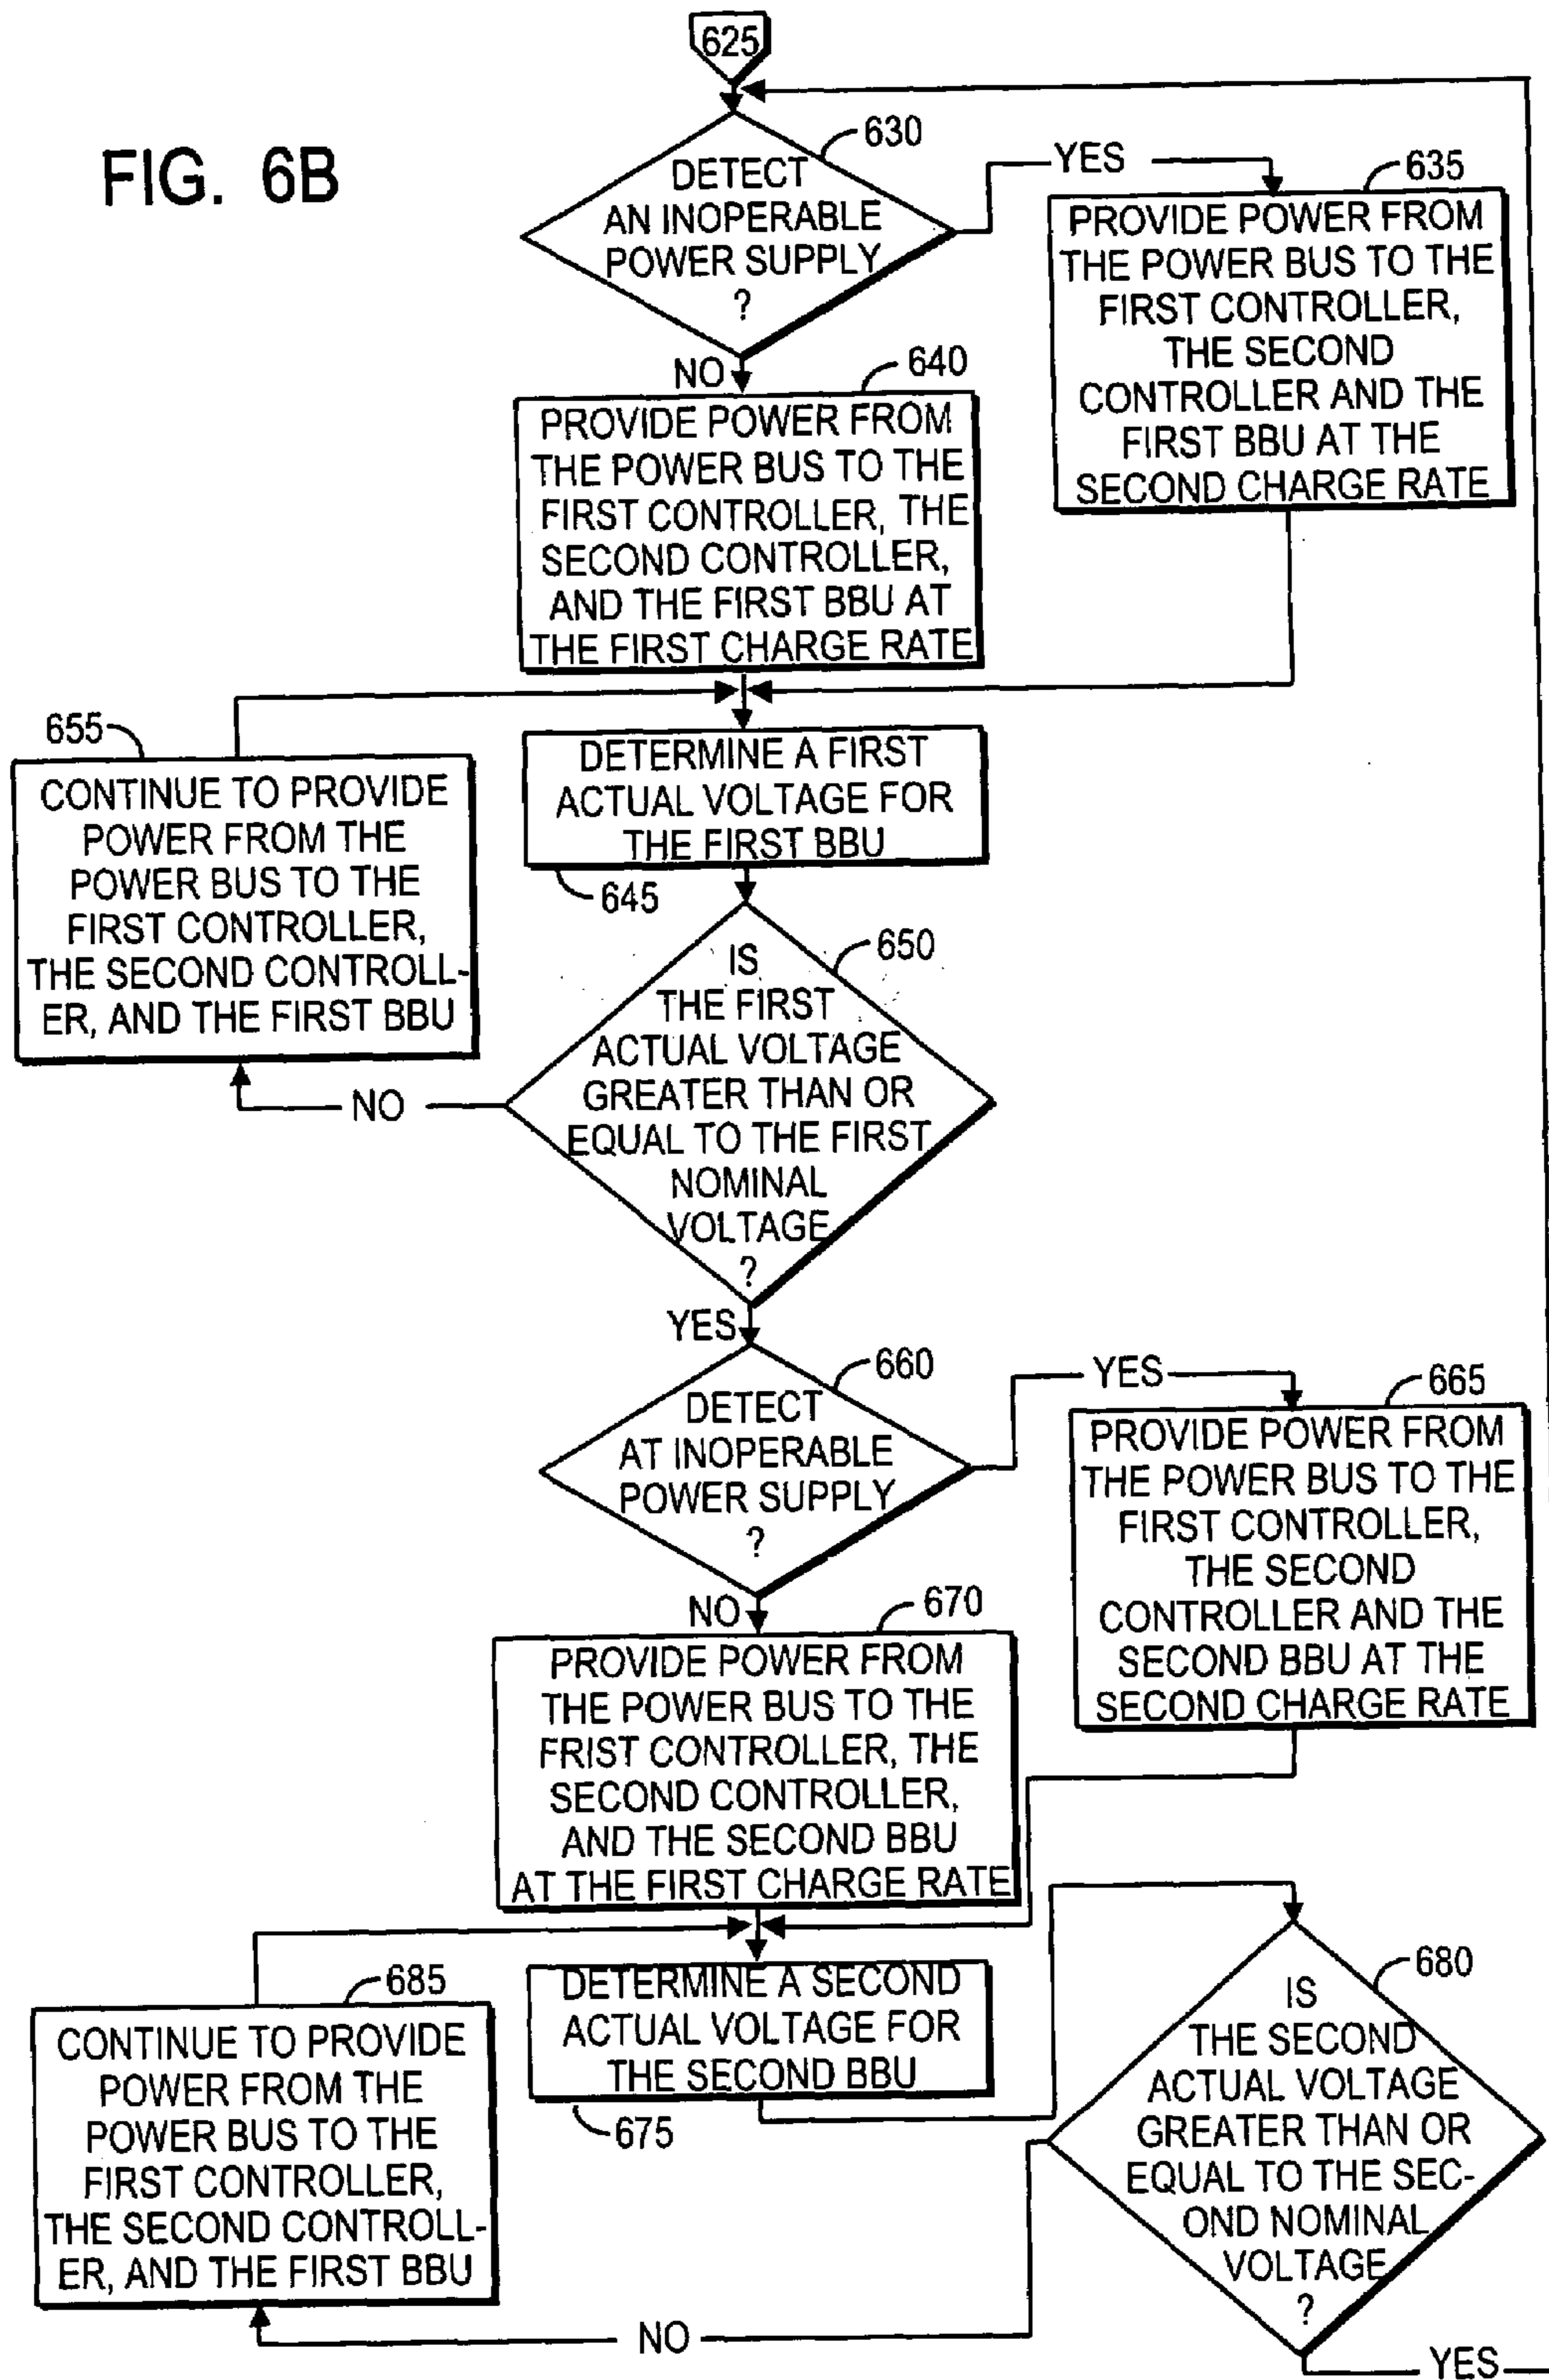 625
FIG. 6B
630
DETECT
AN INOPERABLE
POWER SUPPLY
?
YES
635
PROVIDE POWER FROM
THE POWER BUS TO THE
FIRST CONTROLLER,
THE SECOND
CONTROLLER AND THE
FIRST BBU AT THE
SECOND CHARGE RATE
NO
640
PROVIDE POWER FROM
THE POWER BUS TO THE
FIRST CONTROLLER, THE
SECOND CONTROLLER,
AND THE FIRST BBU AT
THE FIRST CHARGE RATE
655
CONTINUE TO PROVIDE
POWER FROM THE
POWER BUS TO THE
FIRST CONTROLLER,
THE SECOND CONTROLL-
ER, AND THE FIRST BBU
DETERMINE A FIRST
ACTUAL VOLTAGE FOR
THE FIRST BBU
645
650
IS
THE FIRST
ACTUAL VOLTAGE
GREATER THAN OR
EQUAL TO THE FIRST
NOMINAL
VOLTAGE
?
NO
YES
660
DETECT
AT INOPERABLE
POWER SUPPLY
?
YES
665
PROVIDE POWER FROM
THE POWER BUS TO THE
FIRST CONTROLLER,
THE SECOND
CONTROLLER AND THE
SECOND BBU AT THE
SECOND CHARGE RATE
NO
670
PROVIDE POWER FROM
THE POWER BUS TO THE
FRIST CONTROLLER, THE
SECOND CONTROLLER,
AND THE SECOND BBU
AT THE FIRST CHARGE RATE
685
CONTINUE TO PROVIDE
POWER FROM THE
POWER BUS TO THE
FIRST CONTROLLER,
THE SECOND CONTROLL-
ER, AND THE FIRST BBU
DETERMINE A SECOND
ACTUAL VOLTAGE FOR
THE SECOND BBU
675
680
IS
THE SECOND
ACTUAL VOLTAGE
GREATER THAN OR
EQUAL TO THE SEC-
OND NOMINAL
VOLTAGE
?
NO
YES